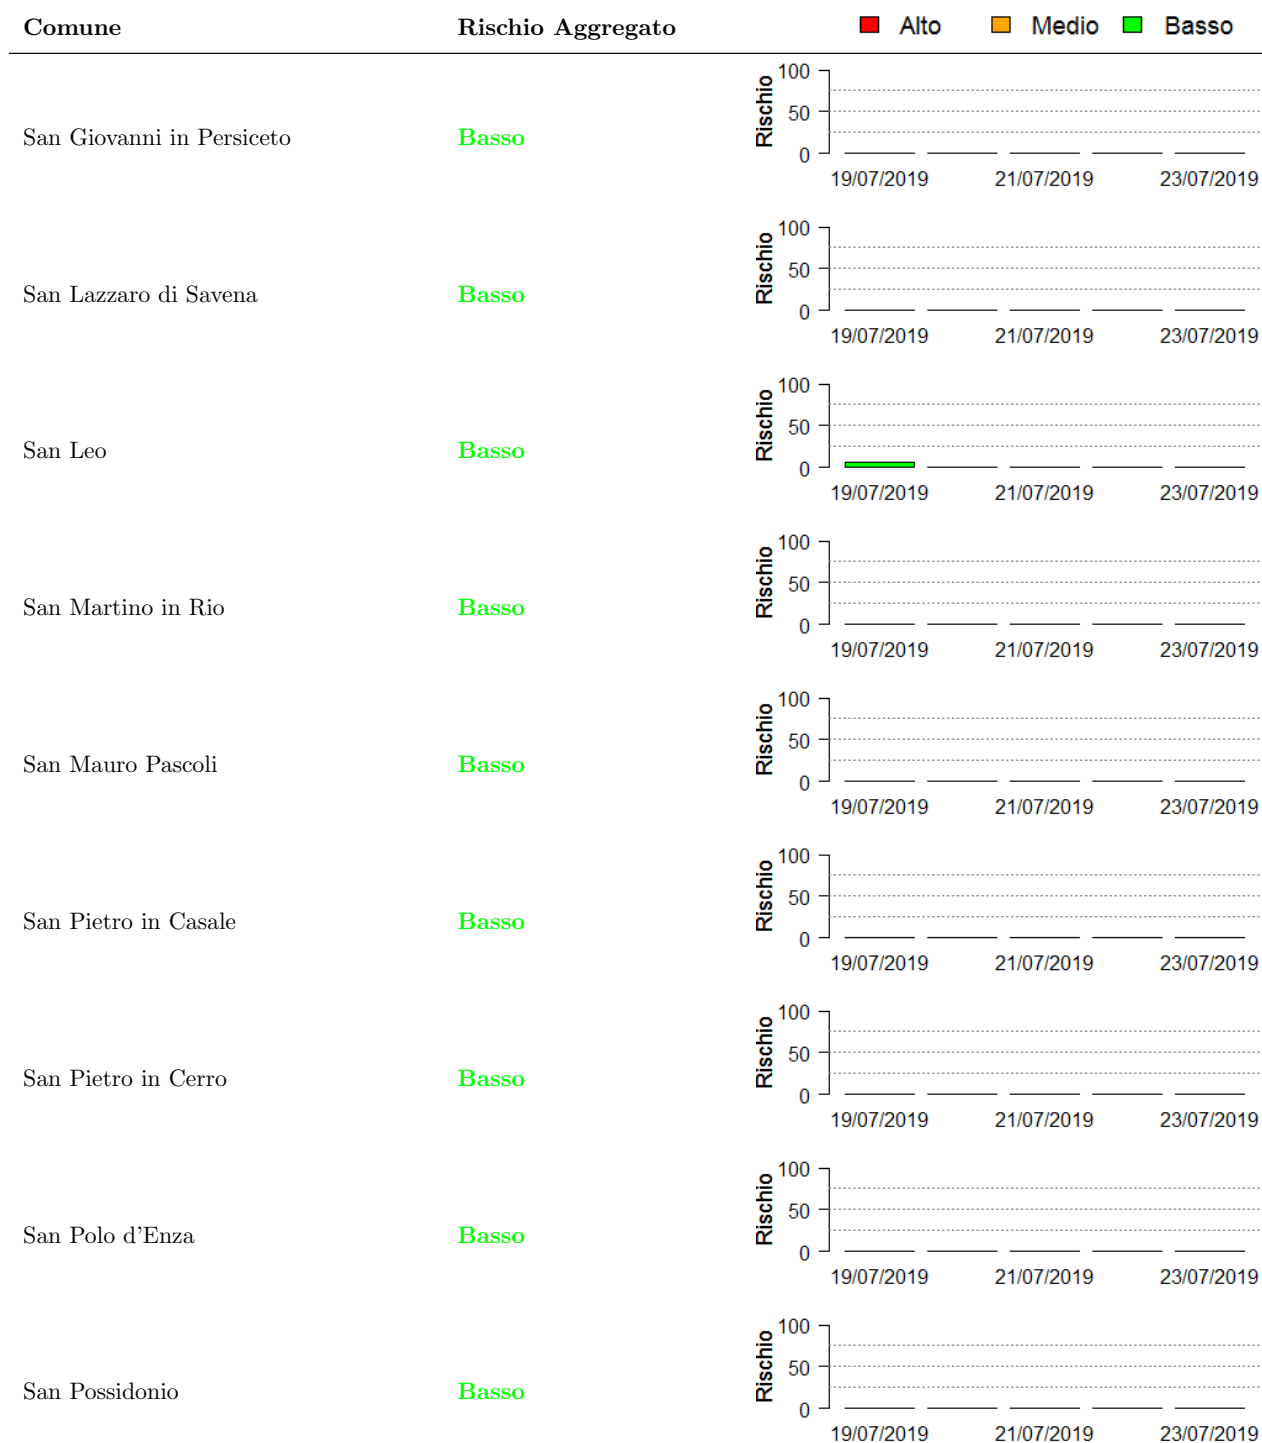 Comune Rischio Aggregato Alto Medio Basso
100
50
0
Rischio
San Giovanni in Persiceto Basso
19/07/2019 21/07/2019 23/07/2019
100
50
0
Rischio
San Lazzaro di Savena Basso
19/07/2019 21/07/2019 23/07/2019
100
50
0
Rischio
San Leo Basso
19/07/2019 21/07/2019 23/07/2019
100
50
0
Rischio
San Martino in Rio Basso
19/07/2019 21/07/2019 23/07/2019
100
50
0
Rischio
San Mauro Pascoli Basso
19/07/2019 21/07/2019 23/07/2019
100
50
0
Rischio
San Pietro in Casale Basso
19/07/2019 21/07/2019 23/07/2019
100
50
0
Rischio
San Pietro in Cerro Basso
19/07/2019 21/07/2019 23/07/2019
100
50
0
Rischio
San Polo d'Enza Basso
19/07/2019 21/07/2019 23/07/2019
100
50
0
Rischio
San Possidonio Basso
19/07/2019 21/07/2019 23/07/2019